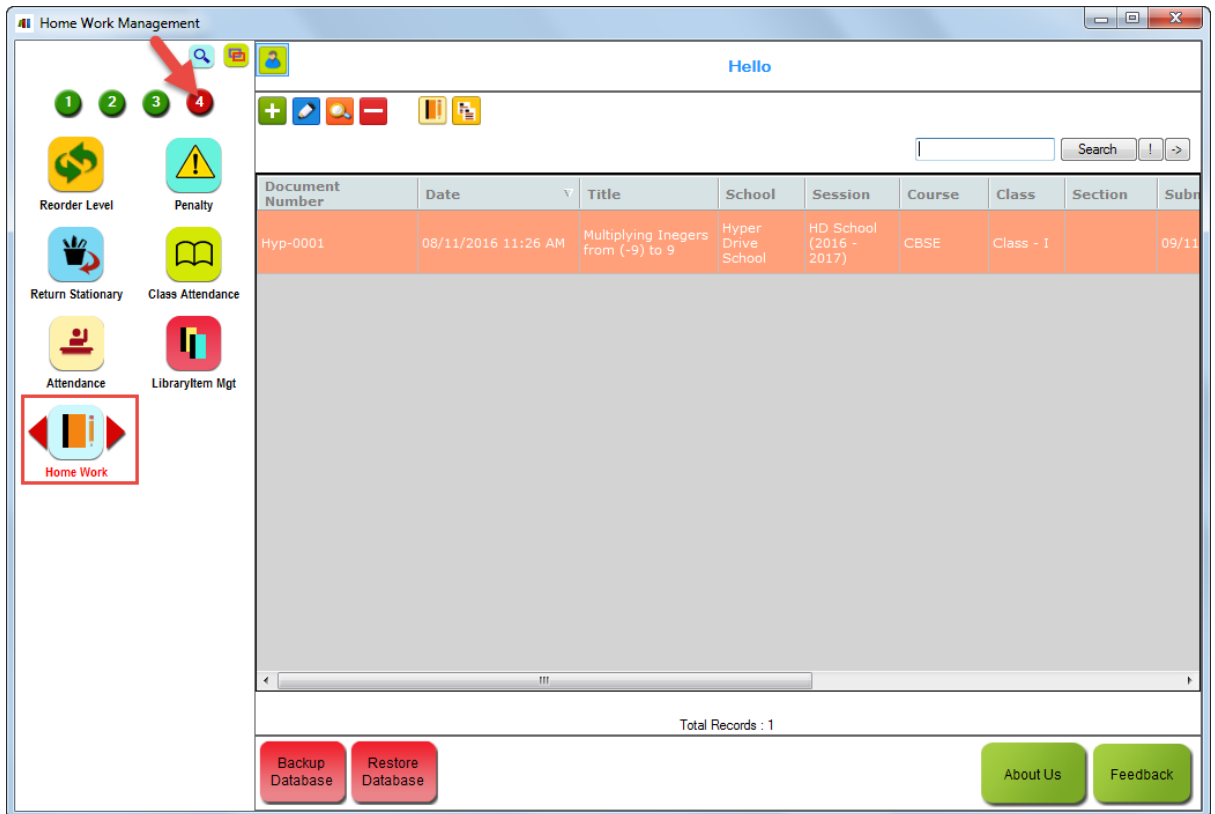 Home Work Management
Hello
1 2 3 4
Reorder Level
Penalty
Return Stationary
Class Attendance
Attendance
LibraryItem Mgt
Home Work
Search ! ->
Document Number
Date
Title
School
Session
Course
Class
Section
Subn
Hyp-0001
08/11/2016 11:26 AM
Multiplying Inegers
from (-9) to 9
Hyper
Drive
School
HD School
(2016 -
2017)
CBSE
Class - I
09/11
Total Records : 1
Backup
Database
Restore
Database
About Us
Feedback